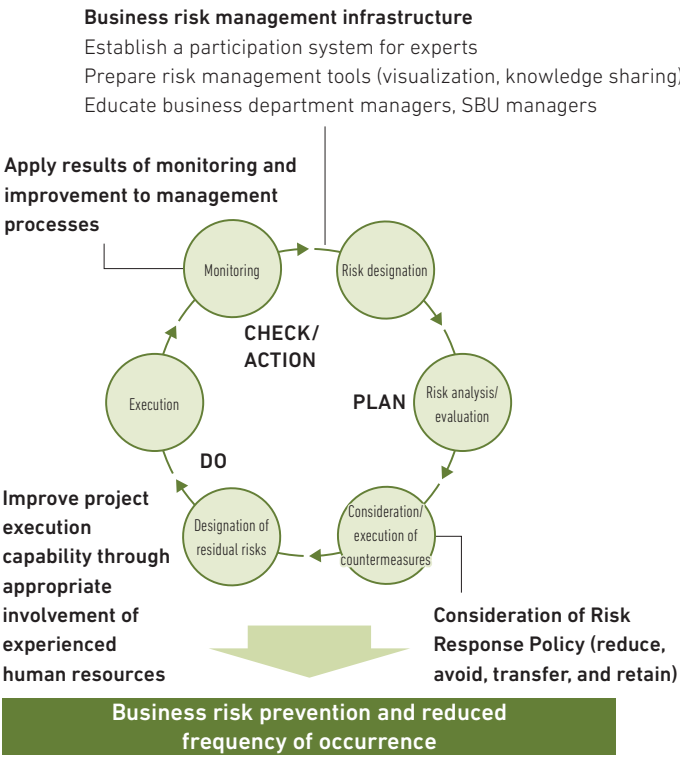 Business risk management infrastructure
Establish a participation system for experts
Prepare risk management tools (visualization, knowledge sharing)
Educate business department managers, SBU managers
Apply results of monitoring and
improvement to management
processes
Monitoring
Risk designation
CHECK/
ACTION
Execution
PLAN
Risk analysis/
evaluation
DO
Improve project
execution
capability through
appropriate
involvement of
experienced
human resources
Designation of
residual risks
Consideration/
execution of
countermeasures
Consideration of Risk
Response Policy (reduce,
avoid, transfer, and retain)
Business risk prevention and reduced
frequency of occurrence